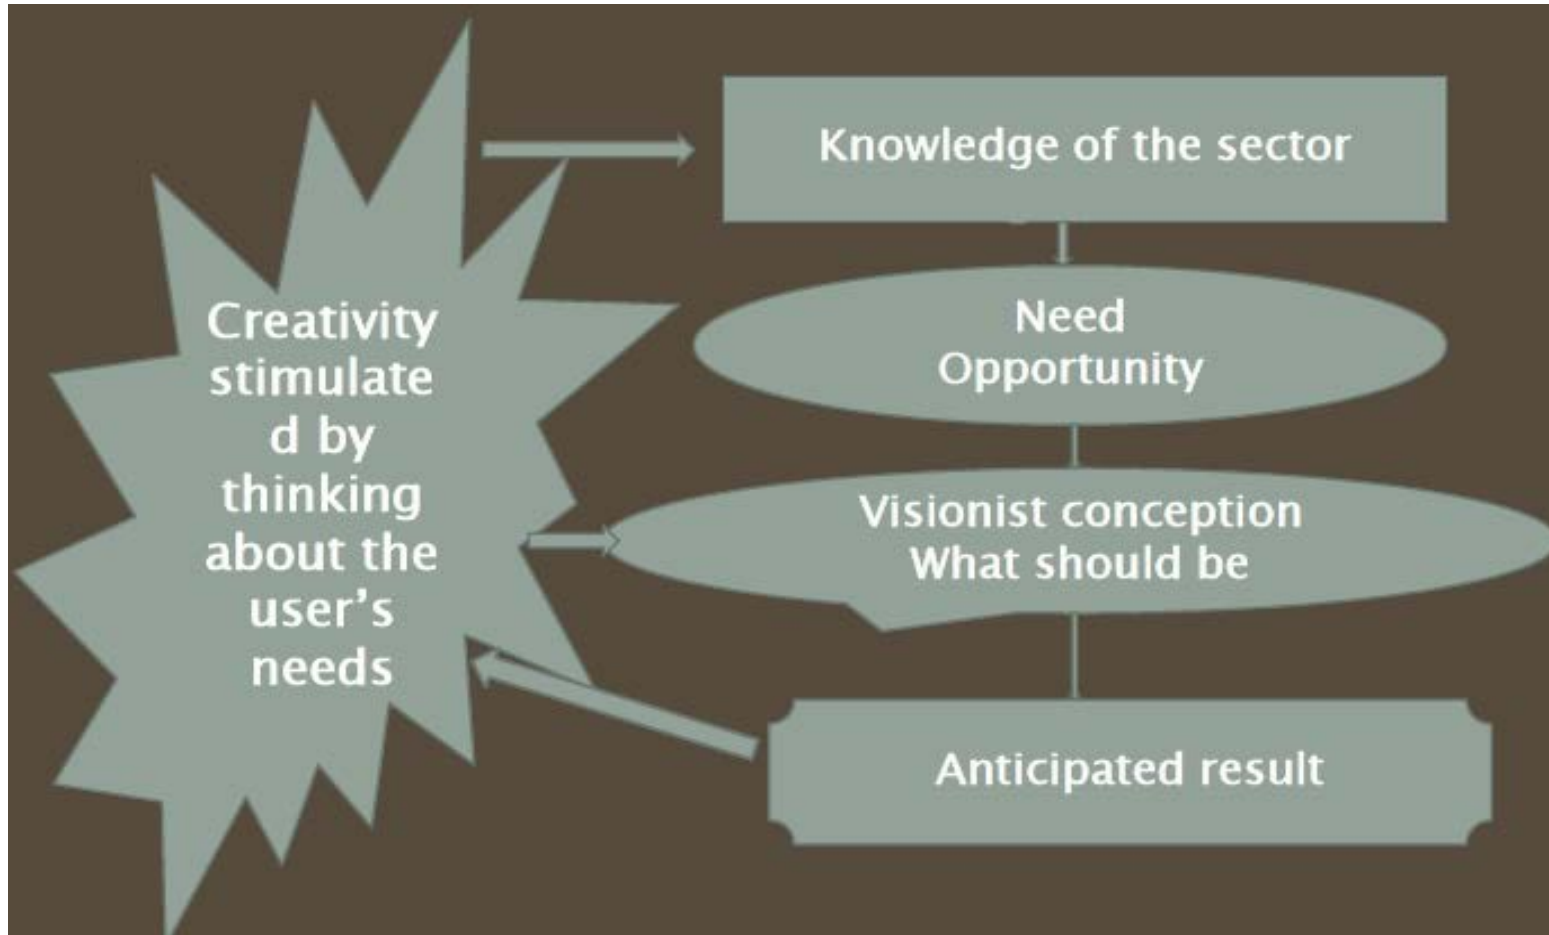 Creativity
stimulate
d by
thinking
about the
user’s
needs
Knowledge of the sector
Need
Opportunity
Visionist conception
What should be
Anticipated result